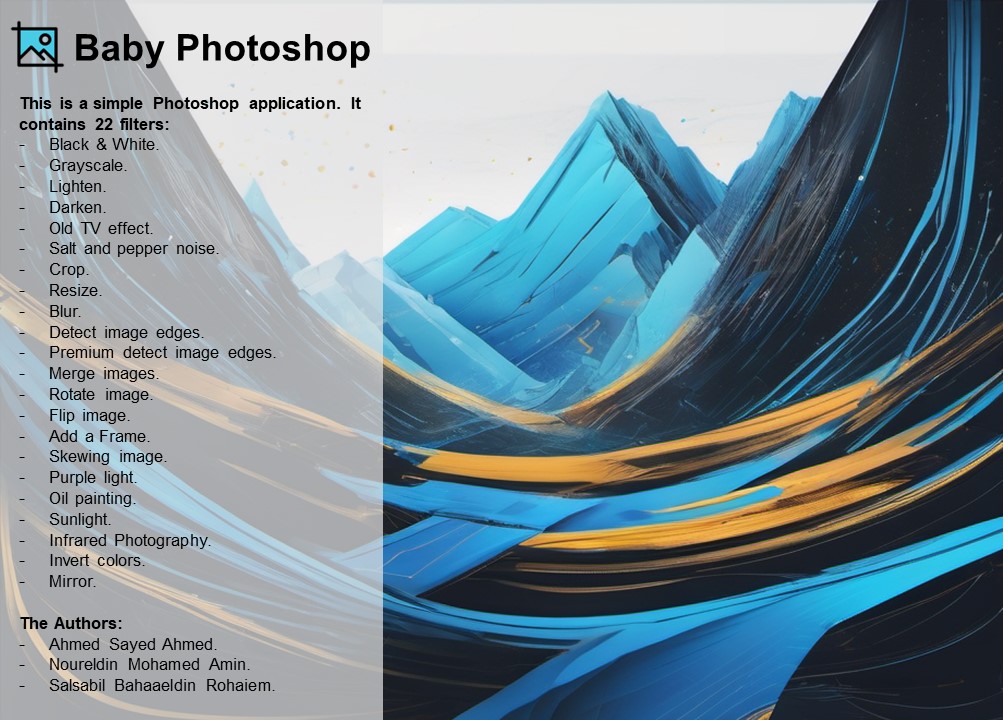 Baby Photoshop
This is a simple Photoshop application. It
contains 22 filters:
- Black & White.
- Grayscale.
- Lighten.
- Darken.
- Old TV effect.
- Salt and pepper noise.
- Crop.
- Resize.
- Blur.
- Detect image edges.
- Premium detect image edges.
- Merge images.
- Rotate image.
- Flip image.
- Add a Frame.
- Skewing image.
- Purple light.
- Oil painting.
- Sunlight.
- Infrared Photography.
- Invert colors.
- Mirror.
The Authors:
- Ahmed Sayed Ahmed.
- Noureldin Mohamed Amin.
- Salsabil Bahaaeldin Rohaiem.